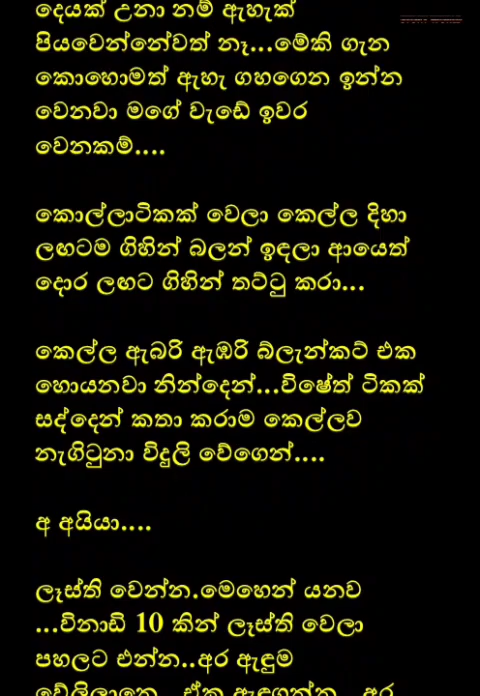 දෙයක් උනා නම් ඇහැක්
පියවෙන්නේවත් නෑ...මේකි ගැන
කොහොමත් ඇහැ ගහගෙන ඉන්න
වෙනවා මගේ වැඩේ ඉවර
වෙනකම්....
කොල්ලාටිකක් වෙලා කෙල්ල දිහා
ලඟටම ගිහින් බලන් ඉඳලා ආයෙත්
දොර ලඟට ගිහින් තට්ටු කරා...
කෙල්ල ඇබරි ඇඹරි බ්ලැන්කට් එක
හොයනවා නින්දෙන්...විෂේත් ටිකක්
සද්දෙන් කතා කරාම කෙල්ලව
නැගිටුනා විදුලි වේගෙන්....
අ අයියා....
ලෑස්ති වෙන්න.මෙහෙන් යනව
...විනාඩි 10 කින් ලෑස්ති වෙලා
පහලට එන්න..අර ඇඳුම